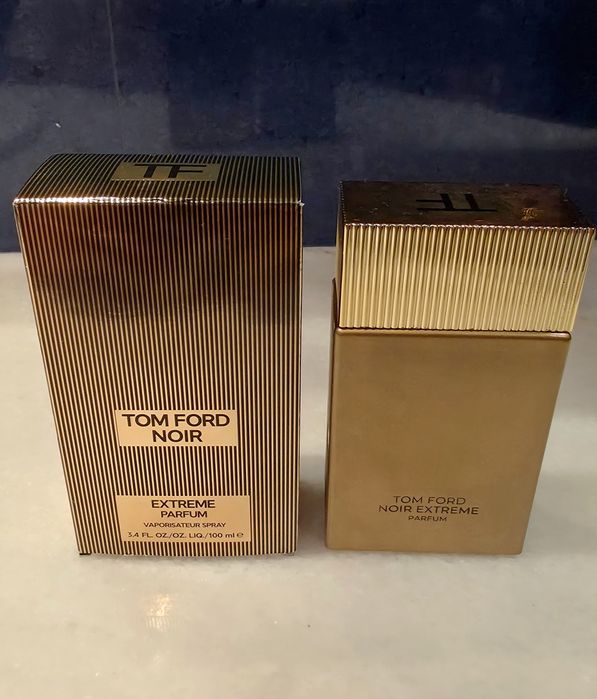 TF
TOM FORD
NOIR
EXTREME
PARFUM
VAPORISATEUR SPRAY
3.4 FL. OZ./OZ. LIQ./100 ml ℮
TF
TOM FORD
NOIR EXTREME
PARFUM